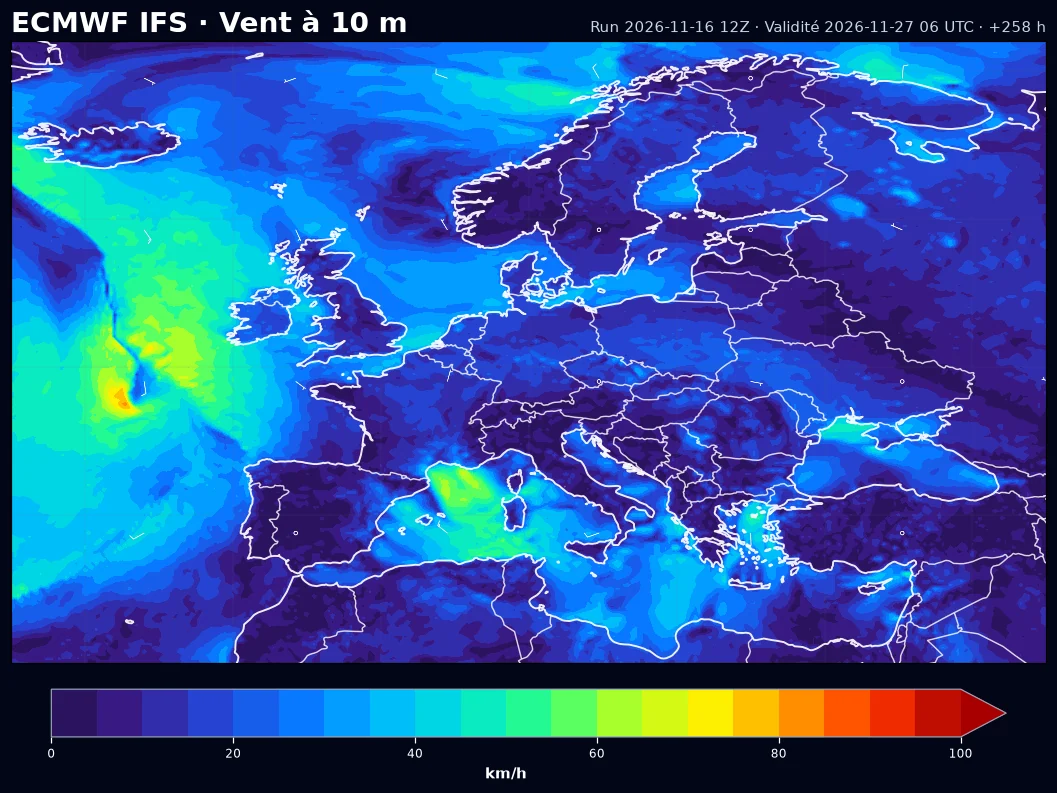 ECMWF IFS · Vent à 10 m
Run 2026-11-16 12Z · Validité 2026-11-27 06 UTC · +258 h
0 20 40 60 80 100
km/h